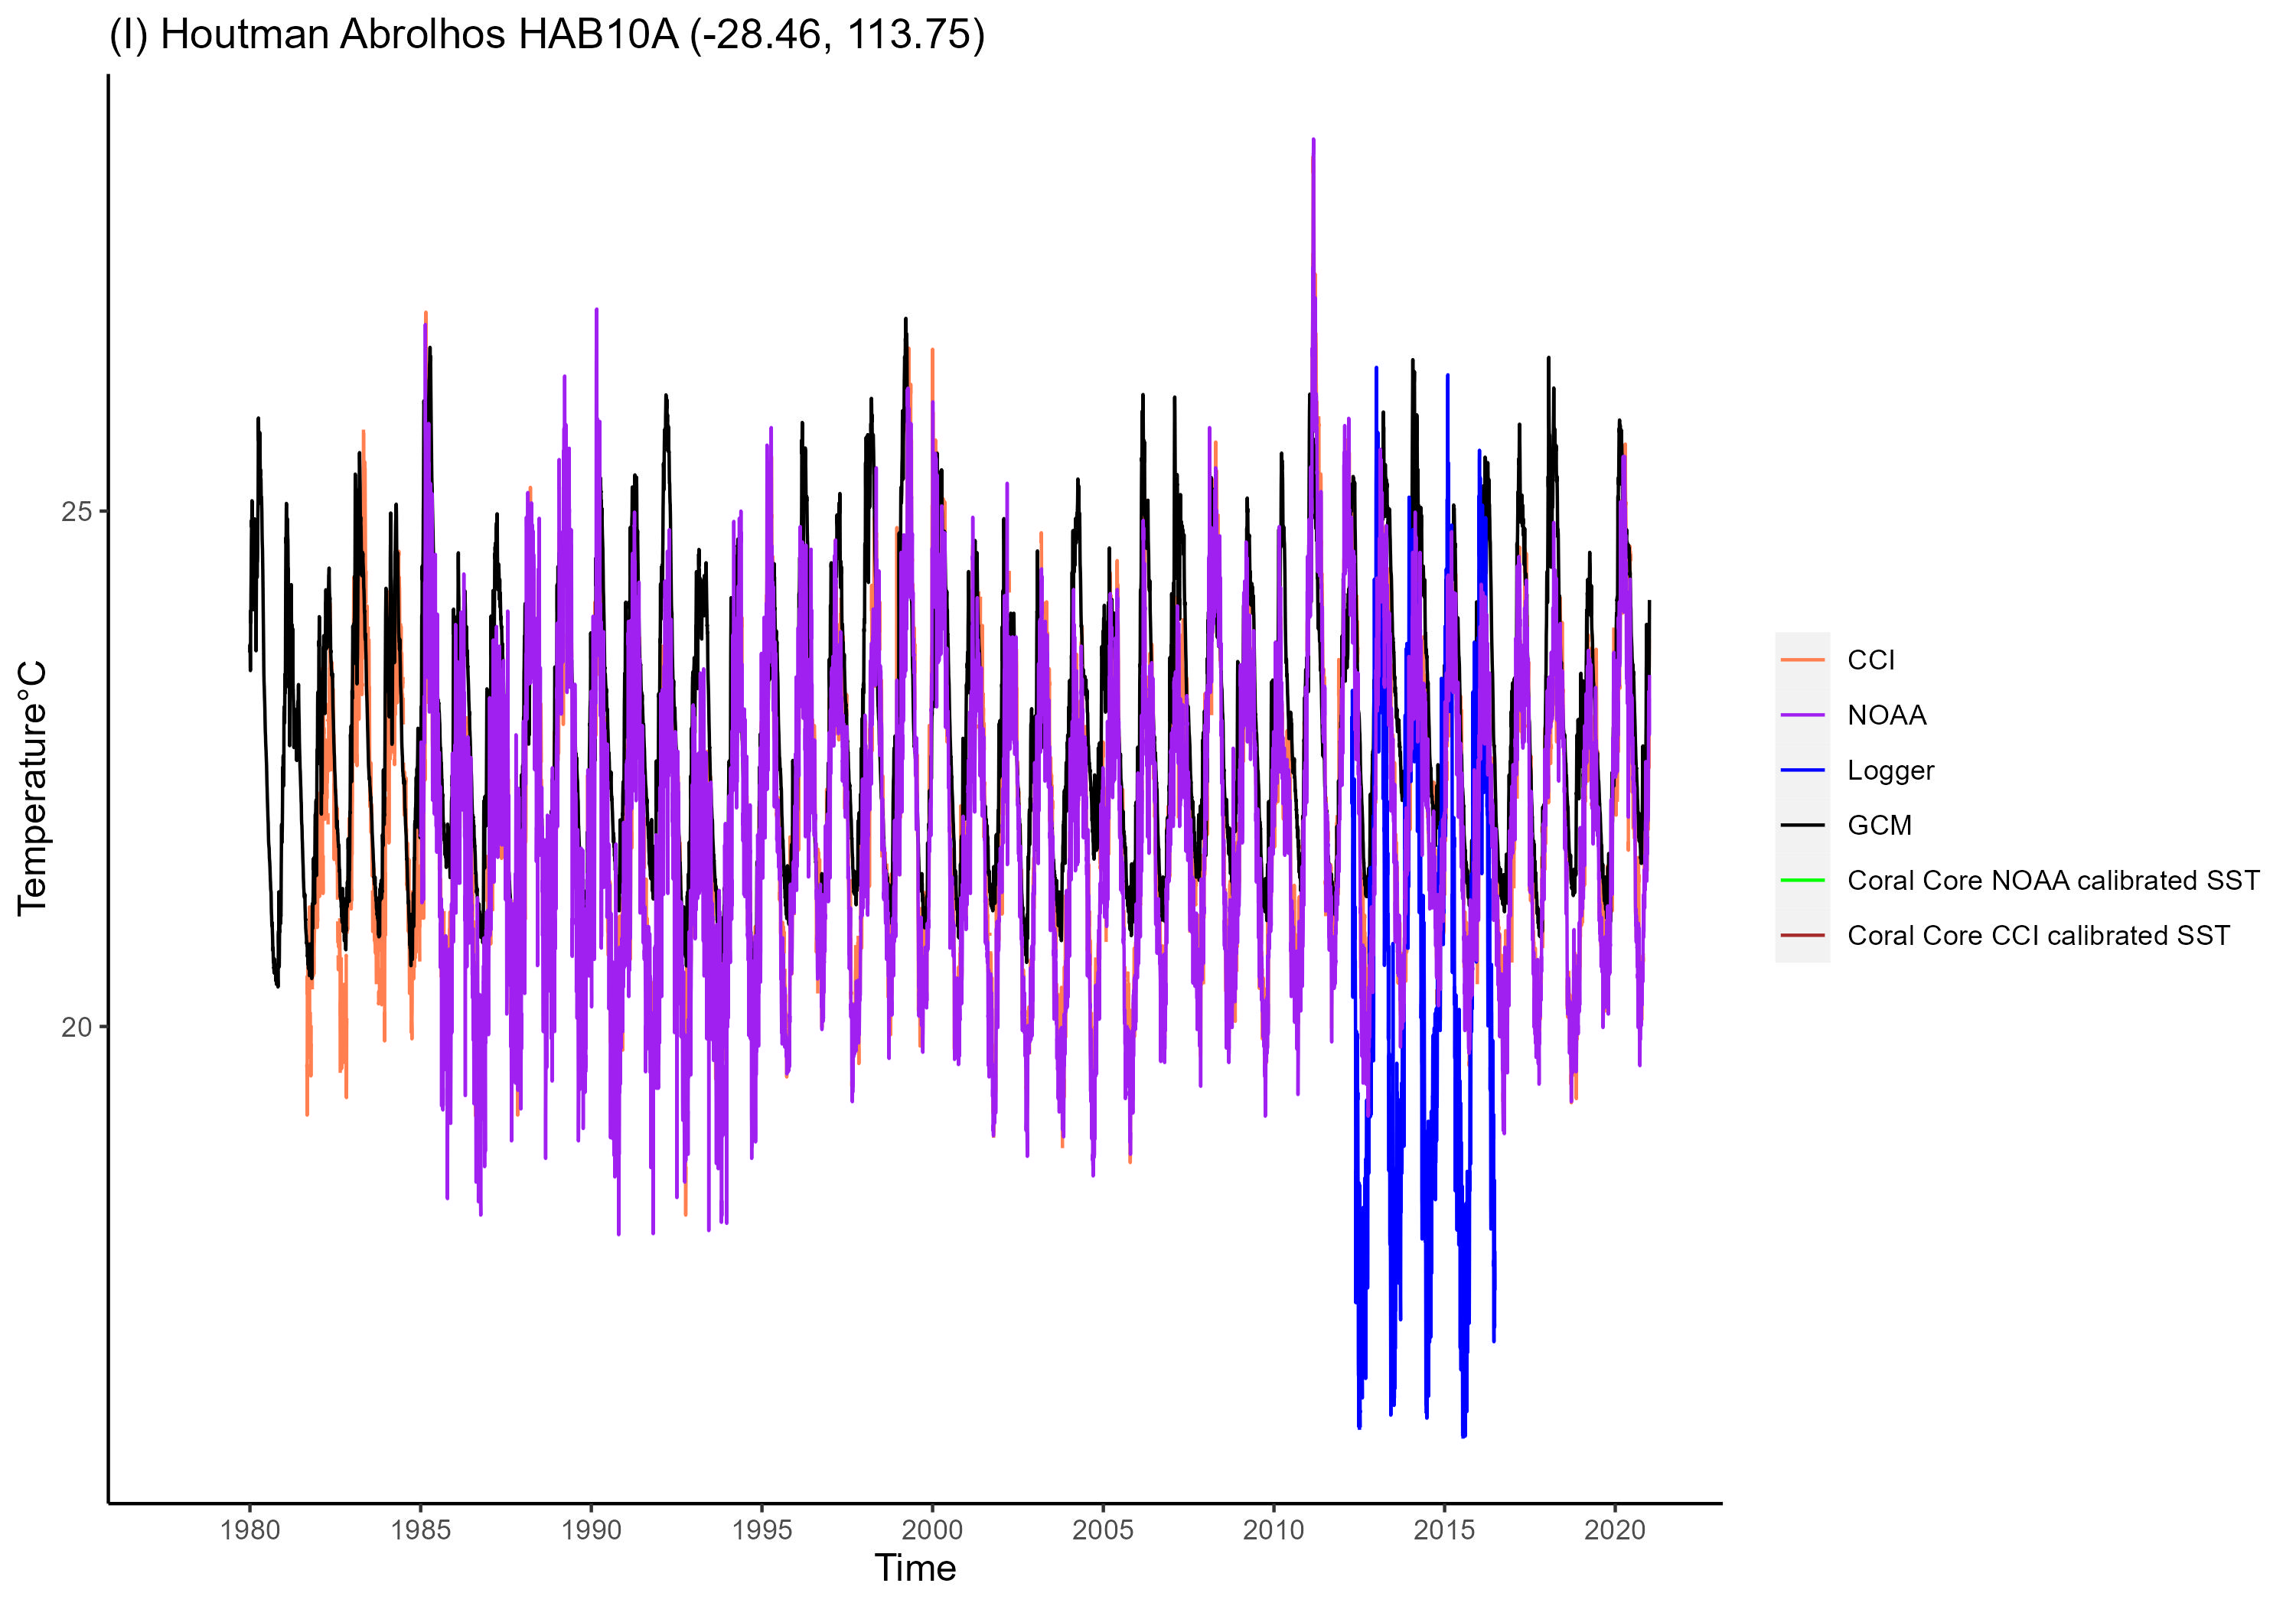 (I) Houtman Abrolhos HAB10A (-28.46, 113.75)
Temperature°C
25
20
1980 1985 1990 1995 2000 2005 2010 2015 2020
Time
CCI
NOAA
Logger
GCM
Coral Core NOAA calibrated SST
Coral Core CCI calibrated SST